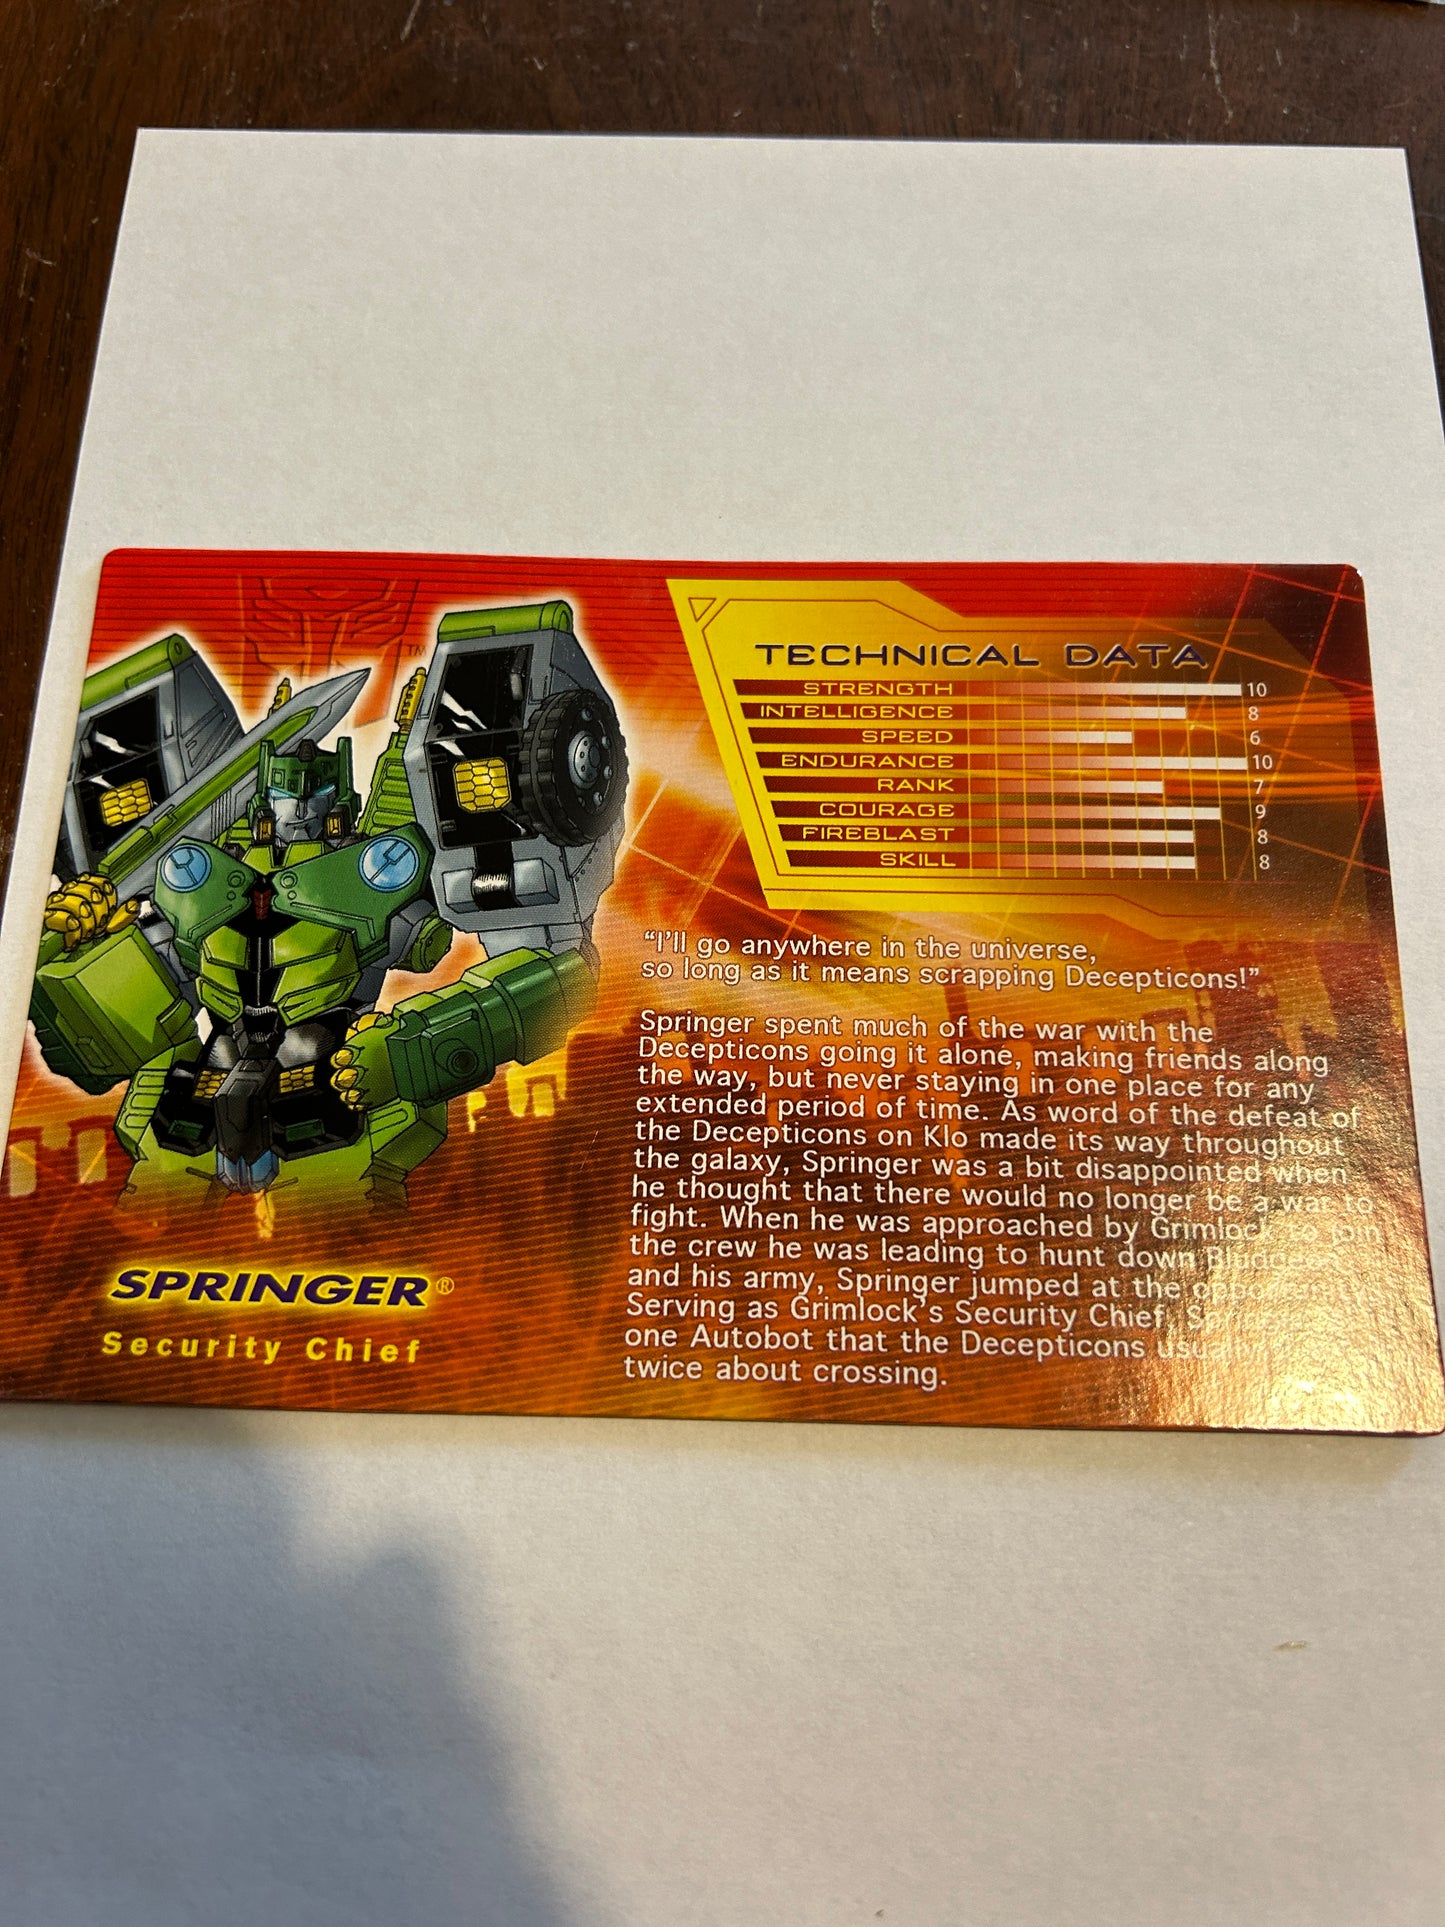 TM
TECHNICAL DATA
STRENGTH 10
INTELLIGENCE 8
SPEED 6
ENDURANCE 10
RANK 7
COURAGE 9
FIREBLAST 8
SKILL 8
“I’ll go anywhere in the universe,
so long as it means scrapping Decepticons!”
Springer spent much of the war with the
Decepticons going it alone, making friends along
the way, but never staying in one place for any
extended period of time. As word of the defeat of
the Decepticons on Klo made its way throughout
the galaxy, Springer was a bit disappointed when
he thought that there would no longer be a war to
fight. When he was approached by Grimlock to join
the crew he was leading to hunt down Bludgeon
and his army, Springer jumped at the
Serving as Grimlock’s Security Chief,
one Autobot that the Decepticons
twice about crossing.
SPRINGER®
Security Chief